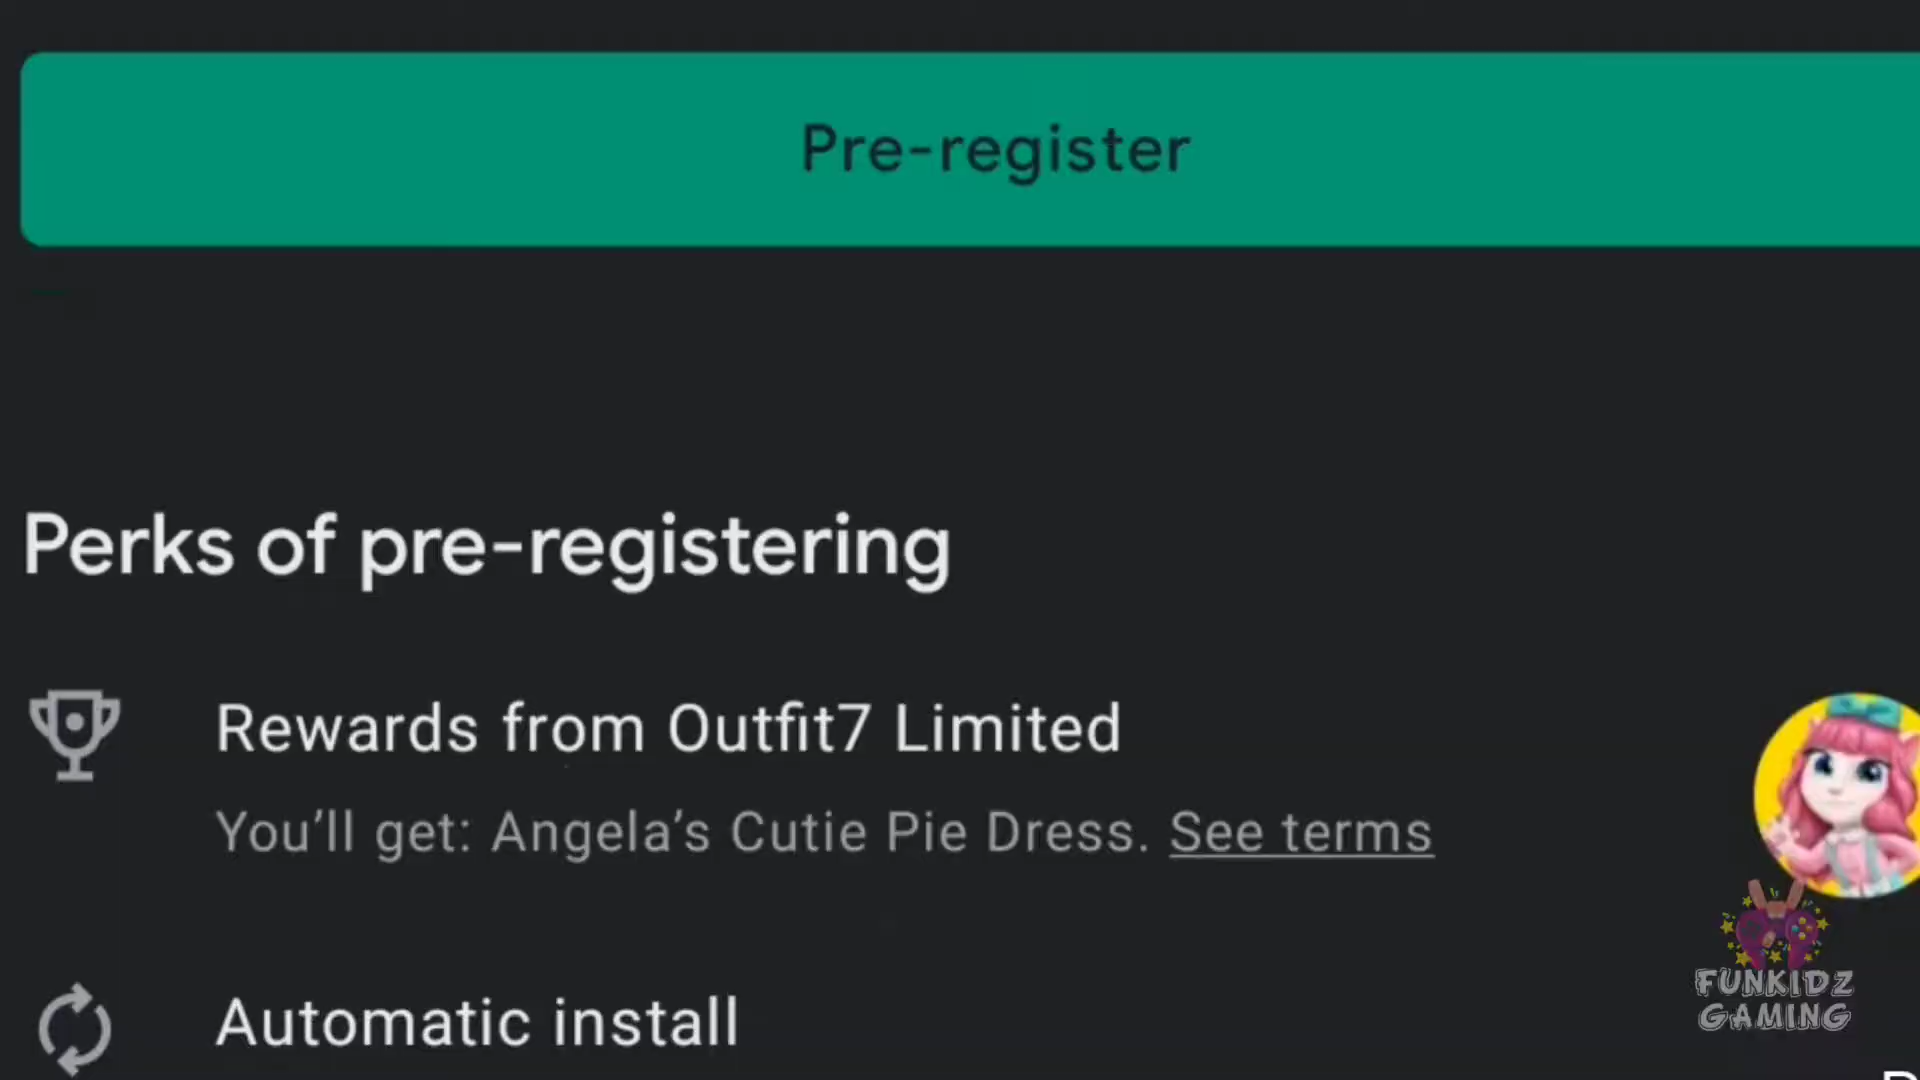 Pre-register
Perks of pre-registering
Rewards from Outfit7 Limited
You'll get: Angela's Cutie Pie Dress. See terms
FUNKIDZ
GAMING
Automatic install